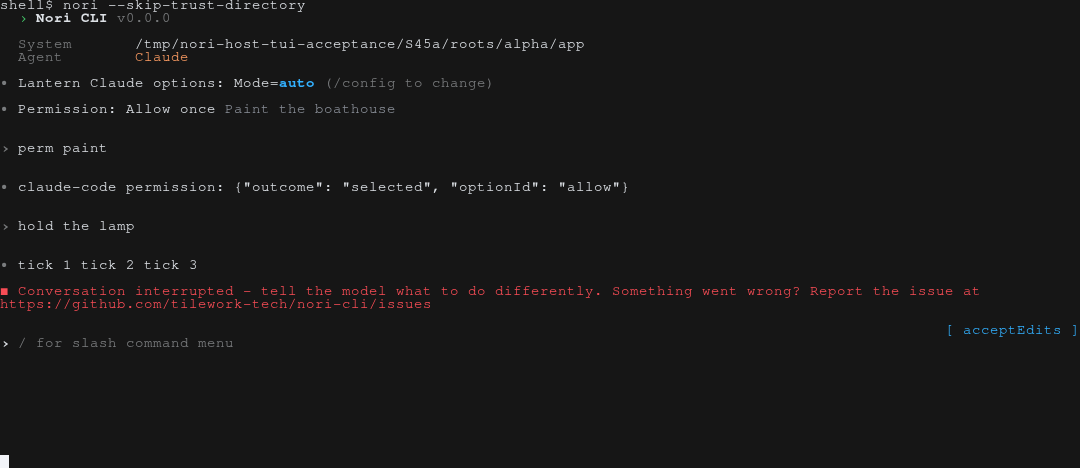 shell$ nori --skip-trust-directory
› Nori CLI v0.0.0
System /tmp/nori-host-tui-acceptance/S45a/roots/alpha/app
Agent Claude
• Lantern Claude options: Mode=auto (/config to change)
• Permission: Allow once Paint the boathouse
› perm paint
• claude-code permission: {"outcome": "selected", "optionId": "allow"}
› hold the lamp
• tick 1 tick 2 tick 3
■ Conversation interrupted - tell the model what to do differently. Something went wrong? Report the issue at
https://github.com/tilework-tech/nori-cli/issues
[ acceptEdits ]
› / for slash command menu